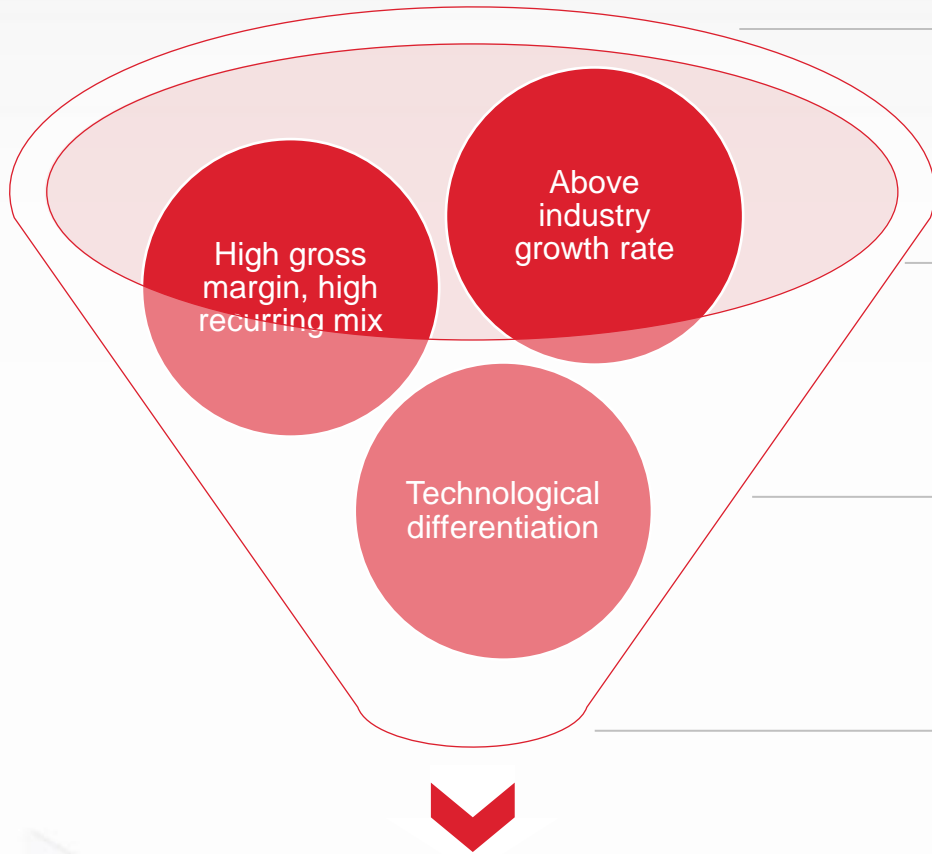 Above
industry
growth rate
High gross
margin, high
recurring mix
Technological
differentiation